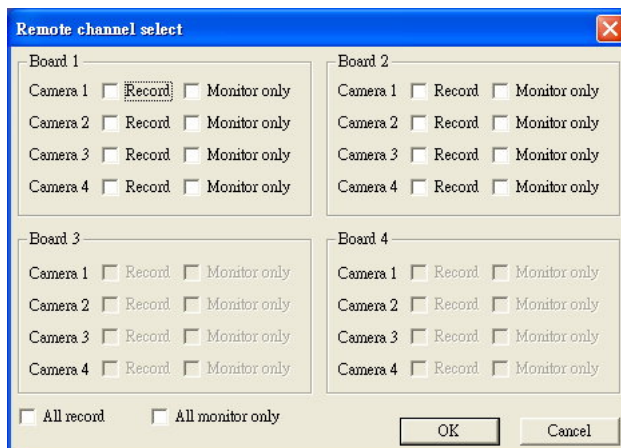 Remote channel select
Board 1
Camera 1 Record Monitor only
Camera 2 Record Monitor only
Camera 3 Record Monitor only
Camera 4 Record Monitor only
Board 2
Camera 1 Record Monitor only
Camera 2 Record Monitor only
Camera 3 Record Monitor only
Camera 4 Record Monitor only
Board 3
Camera 1 Record Monitor only
Camera 2 Record Monitor only
Camera 3 Record Monitor only
Camera 4 Record Monitor only
Board 4
Camera 1 Record Monitor only
Camera 2 Record Monitor only
Camera 3 Record Monitor only
Camera 4 Record Monitor only
All record All monitor only
OK Cancel